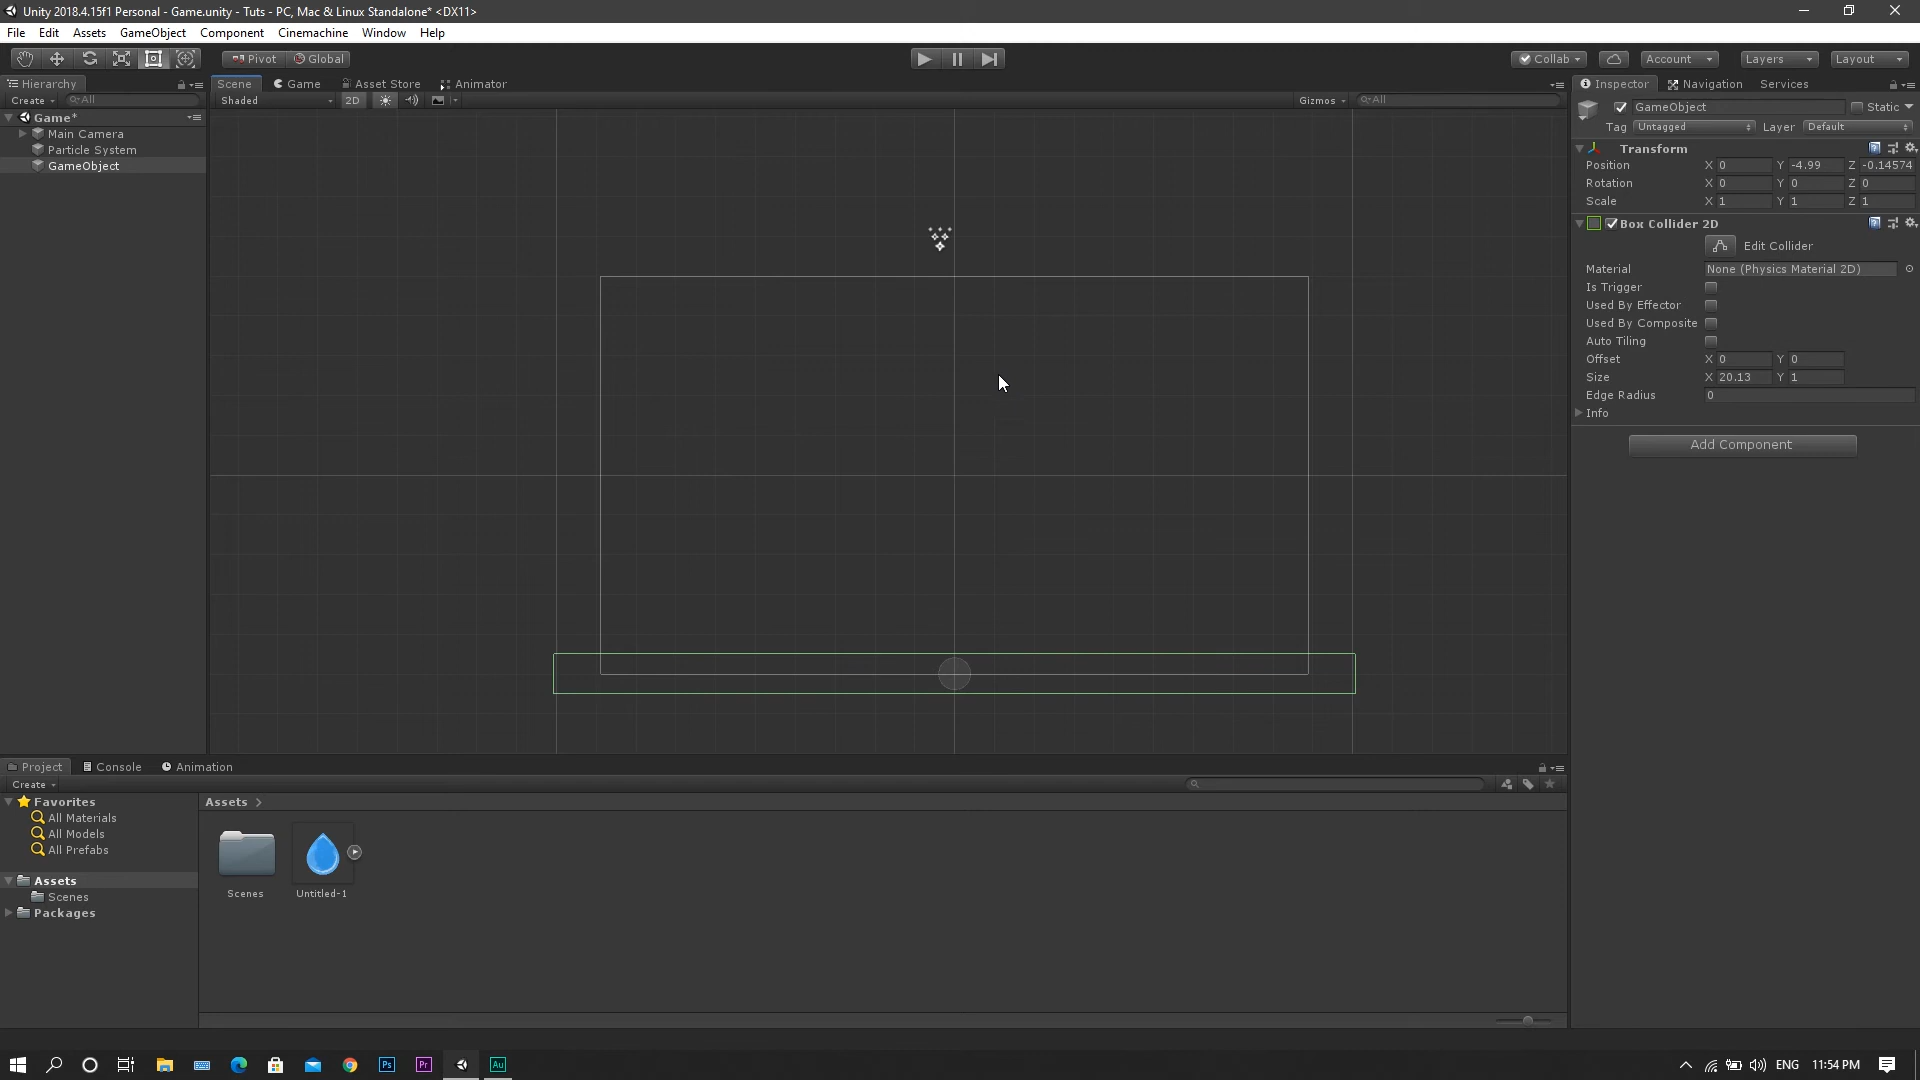 Unity 2018.4.15f1 Personal - Game.unity - Tuts - PC, Mac & Linux Standalone* <DX11>
File Edit Assets GameObject Component Cinemachine Window Help
Pivot Global Collab Account Layers Layout
Hierarchy
Create All
Game*
Main Camera
Particle System
GameObject
Scene Game Asset Store Animator
Shaded 2D Gizmos All
Inspector Navigation Services
GameObject Static
Tag Untagged Layer Default
Transform
Position X 0 Y -4.99 Z -0.14574
Rotation X 0 Y 0 Z 0
Scale X 1 Y 1 Z 1
Box Collider 2D
Edit Collider
Material None (Physics Material 2D)
Is Trigger
Used By Effector
Used By Composite
Auto Tiling
Offset X 0 Y 0
Size X 20.13 Y 1
Edge Radius 0
Info
Add Component
Project Console Animation
Create
Favorites
All Materials
All Models
All Prefabs
Assets
Scenes
Packages
Assets
Scenes
Untitled-1
Ps Pr Au
ENG 11:54 PM